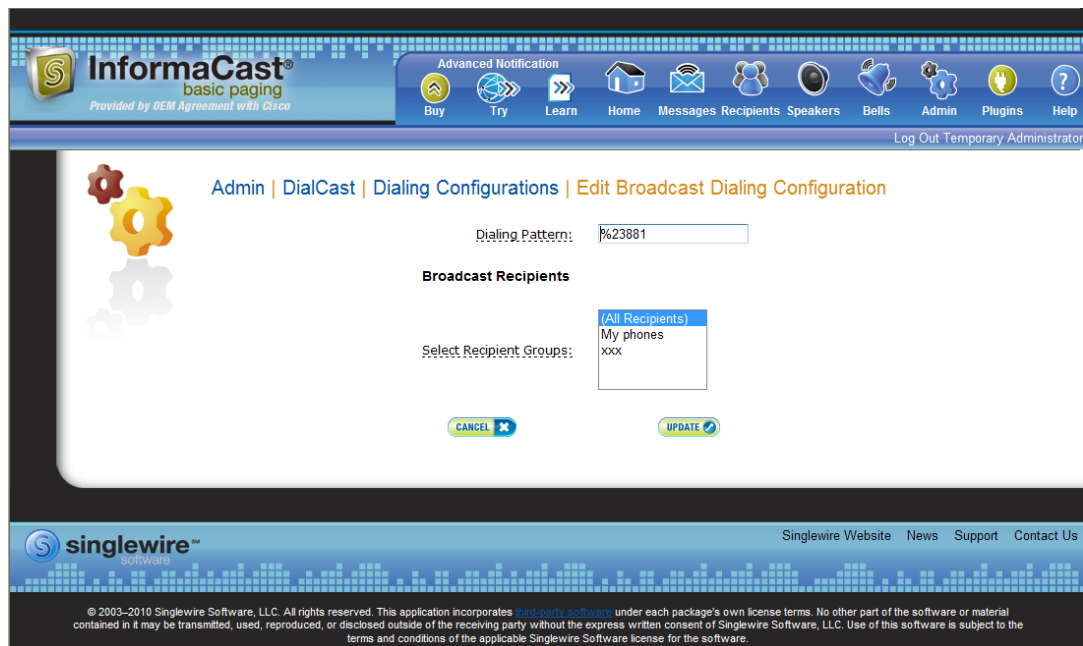 InformaCast®
basic paging
Provided by OEM Agreement with Cisco
Advanced Notification
Buy Try Learn Home Messages Recipients Speakers Bells Admin Plugins Help
Log Out Temporary Administrator
Admin | DialCast | Dialing Configurations | Edit Broadcast Dialing Configuration
Dialing Pattern: %23881
Broadcast Recipients
Select Recipient Groups:
(All Recipients)
My phones
xxx
CANCEL
UPDATE
singlewire℠
software
Singlewire Website News Support Contact Us
© 2003–2010 Singlewire Software, LLC. All rights reserved. This application incorporates third-party software under each package's own license terms. No other part of the software or material
contained in it may be transmitted, used, reproduced, or disclosed outside of the receiving party without the express written consent of Singlewire Software, LLC. Use of this software is subject to the
terms and conditions of the applicable Singlewire Software license for the software.